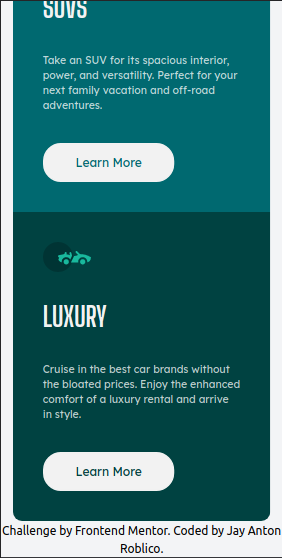 SUVS
Take an SUV for its spacious interior,
power, and versatility. Perfect for your
next family vacation and off-road
adventures.
Learn More
LUXURY
Cruise in the best car brands without
the bloated prices. Enjoy the enhanced
comfort of a luxury rental and arrive
in style.
Learn More
Challenge by Frontend Mentor. Coded by Jay Anton
Roblico.